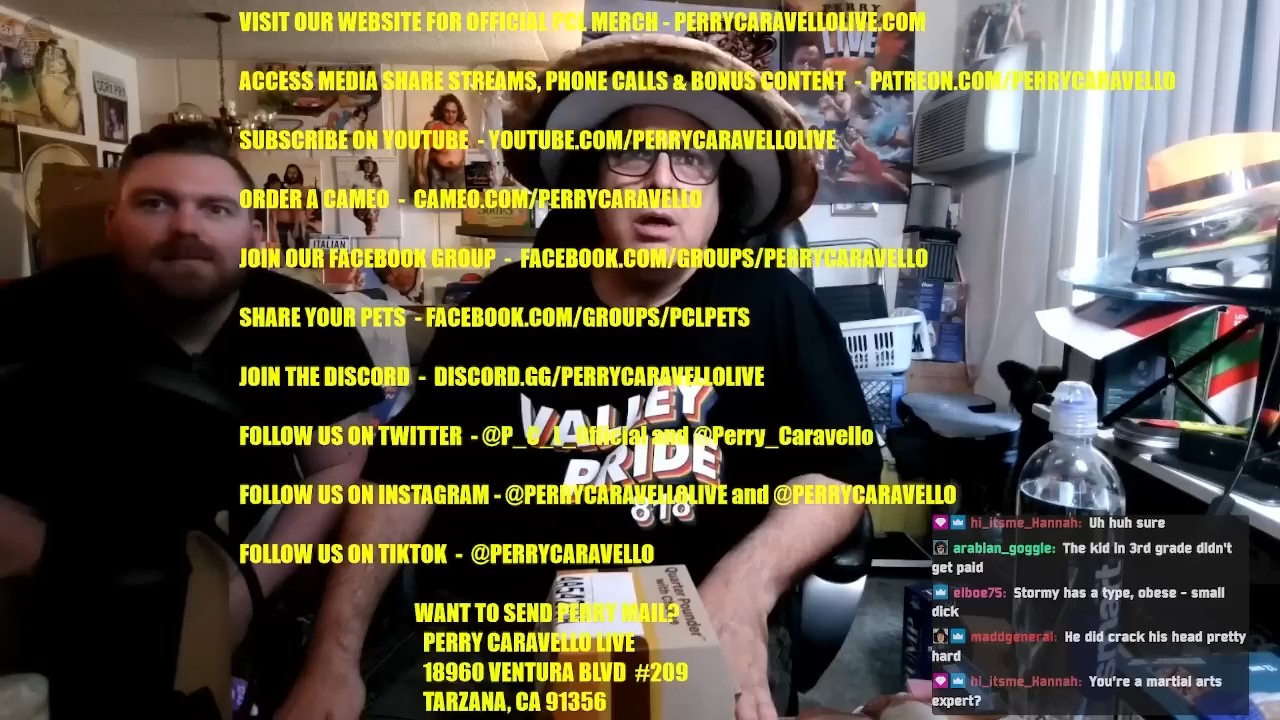 VISIT OUR WEBSITE FOR OFFICIAL PCL MERCH - PERRYCARAVELLOLIVE.COM
ACCESS MEDIA SHARE STREAMS, PHONE CALLS & BONUS CONTENT - PATREON.COM/PERRYCARAVELLO
SUBSCRIBE ON YOUTUBE - YOUTUBE.COM/PERRYCARAVELLOLIVE
ORDER A CAMEO - CAMEO.COM/PERRYCARAVELLO
ITALIAN
JOIN OUR FACEBOOK GROUP - FACEBOOK.COM/GROUPS/PERRYCARAVELLO
SHARE YOUR PETS - FACEBOOK.COM/GROUPS/PCLPETS
JOIN THE DISCORD - DISCORD.GG/PERRYCARAVELLOLIVE
FOLLOW US ON TWITTER - @P_C_L_Official and @Perry_Caravello
FOLLOW US ON INSTAGRAM - @PERRYCARAVELLOLIVE and @PERRYCARAVELLO
FOLLOW US ON TIKTOK - @PERRYCARAVELLO
WANT TO SEND PERRY MAIL?
PERRY CARAVELLO LIVE
18960 VENTURA BLVD #209
TARZANA, CA 91356
PERRY
LIVE
VALLEY
PRIDE
818
Quarter Pounder
smart
hi_itsme_Hannah: Uh huh sure
arabian_goggle: The kid in 3rd grade didn't
get paid
elboe75: Stormy has a type, obese - small
dick
maddgeneral: He did crack his head pretty
hard
hi_itsme_Hannah: You're a martial arts
expert?